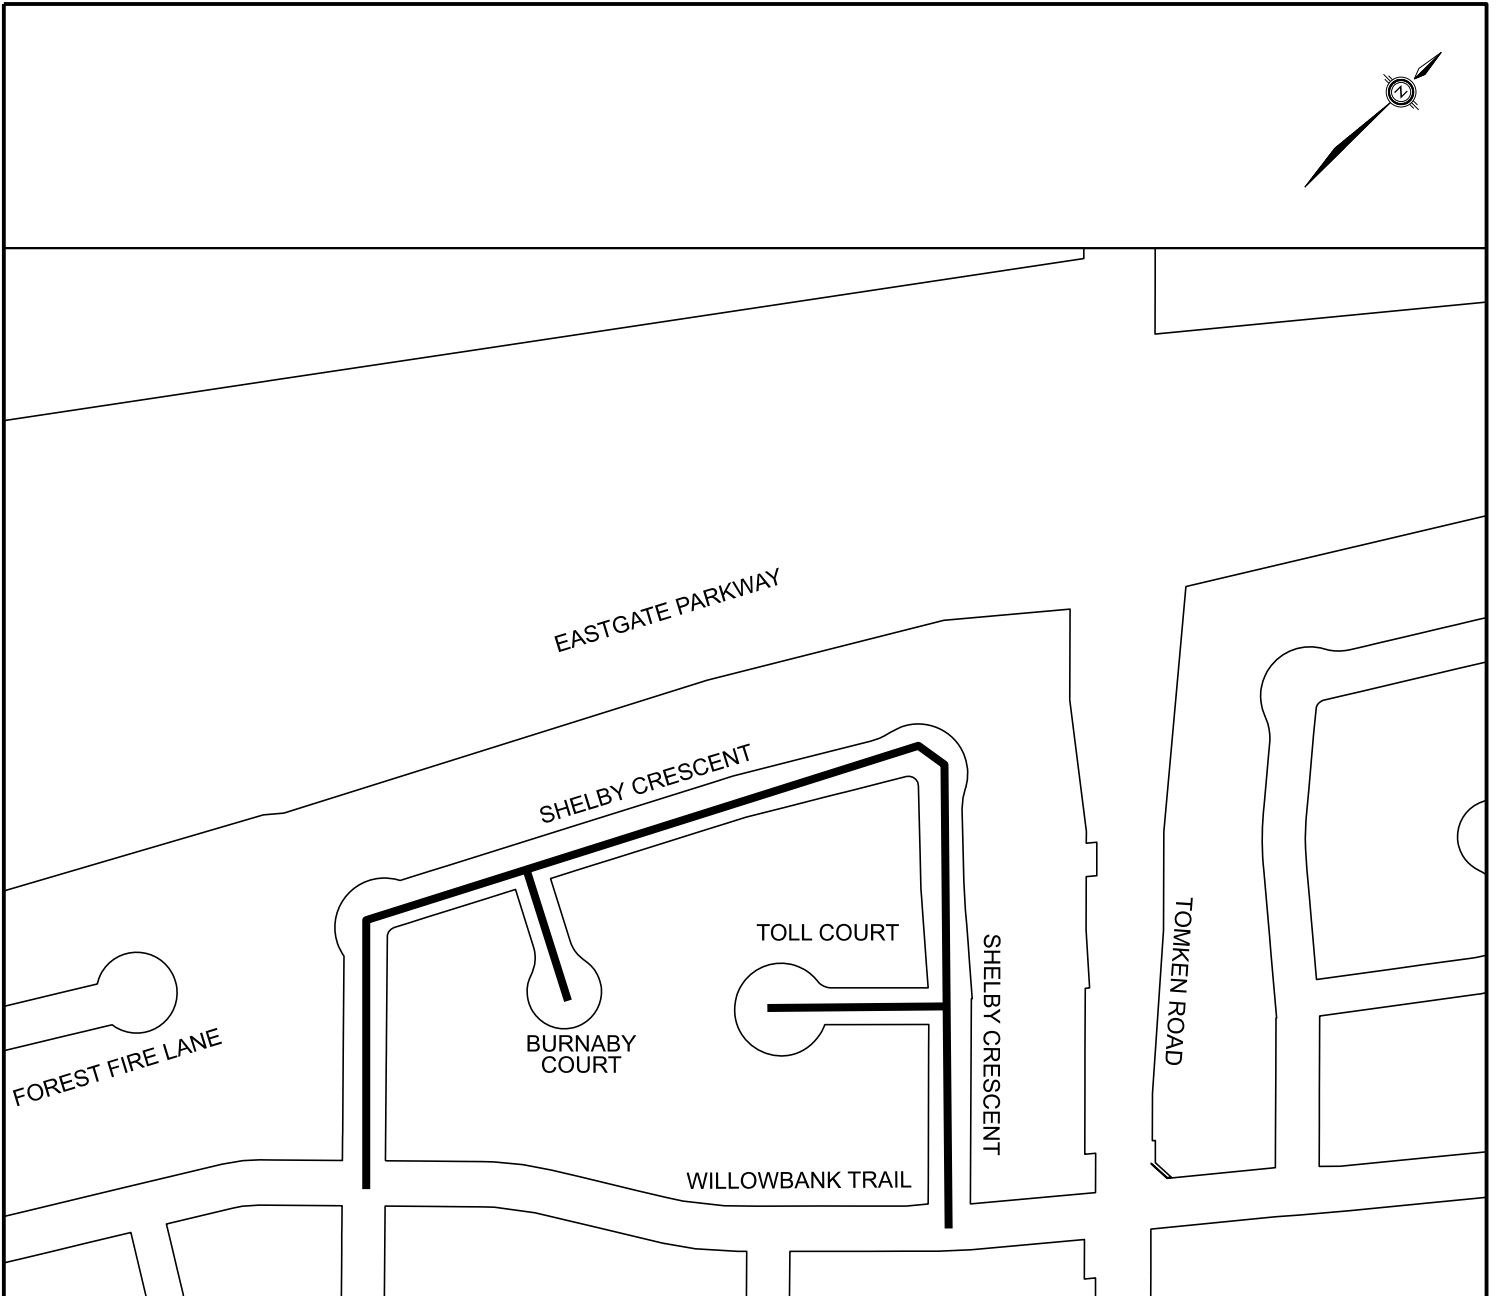 N
EASTGATE PARKWAY
SHELBY CRESCENT
TOLL COURT
TOMKEN ROAD
SHELBY CRESCENT
BURNABY
COURT
FOREST FIRE LANE
WILLOWBANK TRAIL